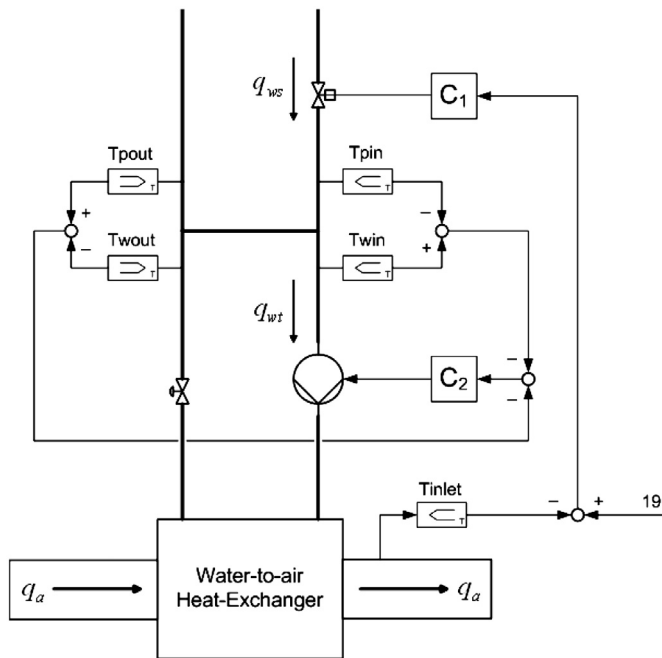 q_ws
C₁
Tpout
Tpin
+
−
−
+
Twout
Twin
q_wt
−
C₂
−
Tinlet
−
+
19
Water-to-air
Heat-Exchanger
q_a
q_a
T
T
T
T
T